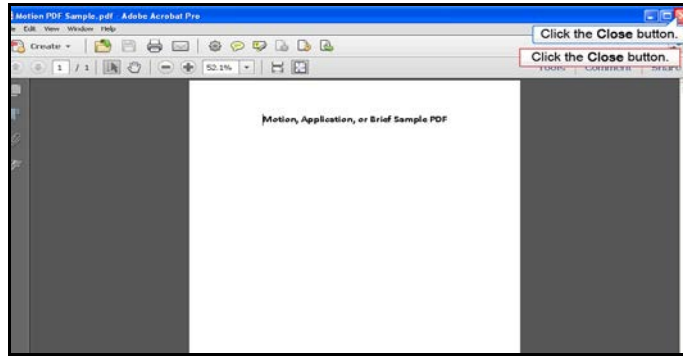 Motion PDF Sample.pdf - Adobe Acrobat Pro
Edit View Window Help
Click the Close button.
Create
Click the Close button.
1 / 1 52.1%
Tools Comment Share
Motion, Application, or Brief Sample PDF